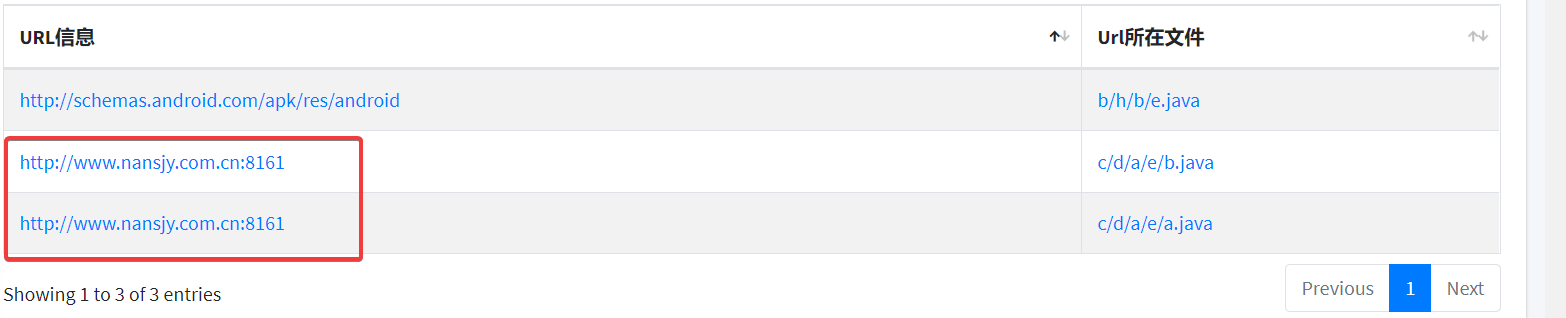 URL信息 Url所在文件
http://schemas.android.com/apk/res/android b/h/b/e.java
http://www.nansjy.com.cn:8161 c/d/a/e/b.java
http://www.nansjy.com.cn:8161 c/d/a/e/a.java
Showing 1 to 3 of 3 entries Previous 1 Next